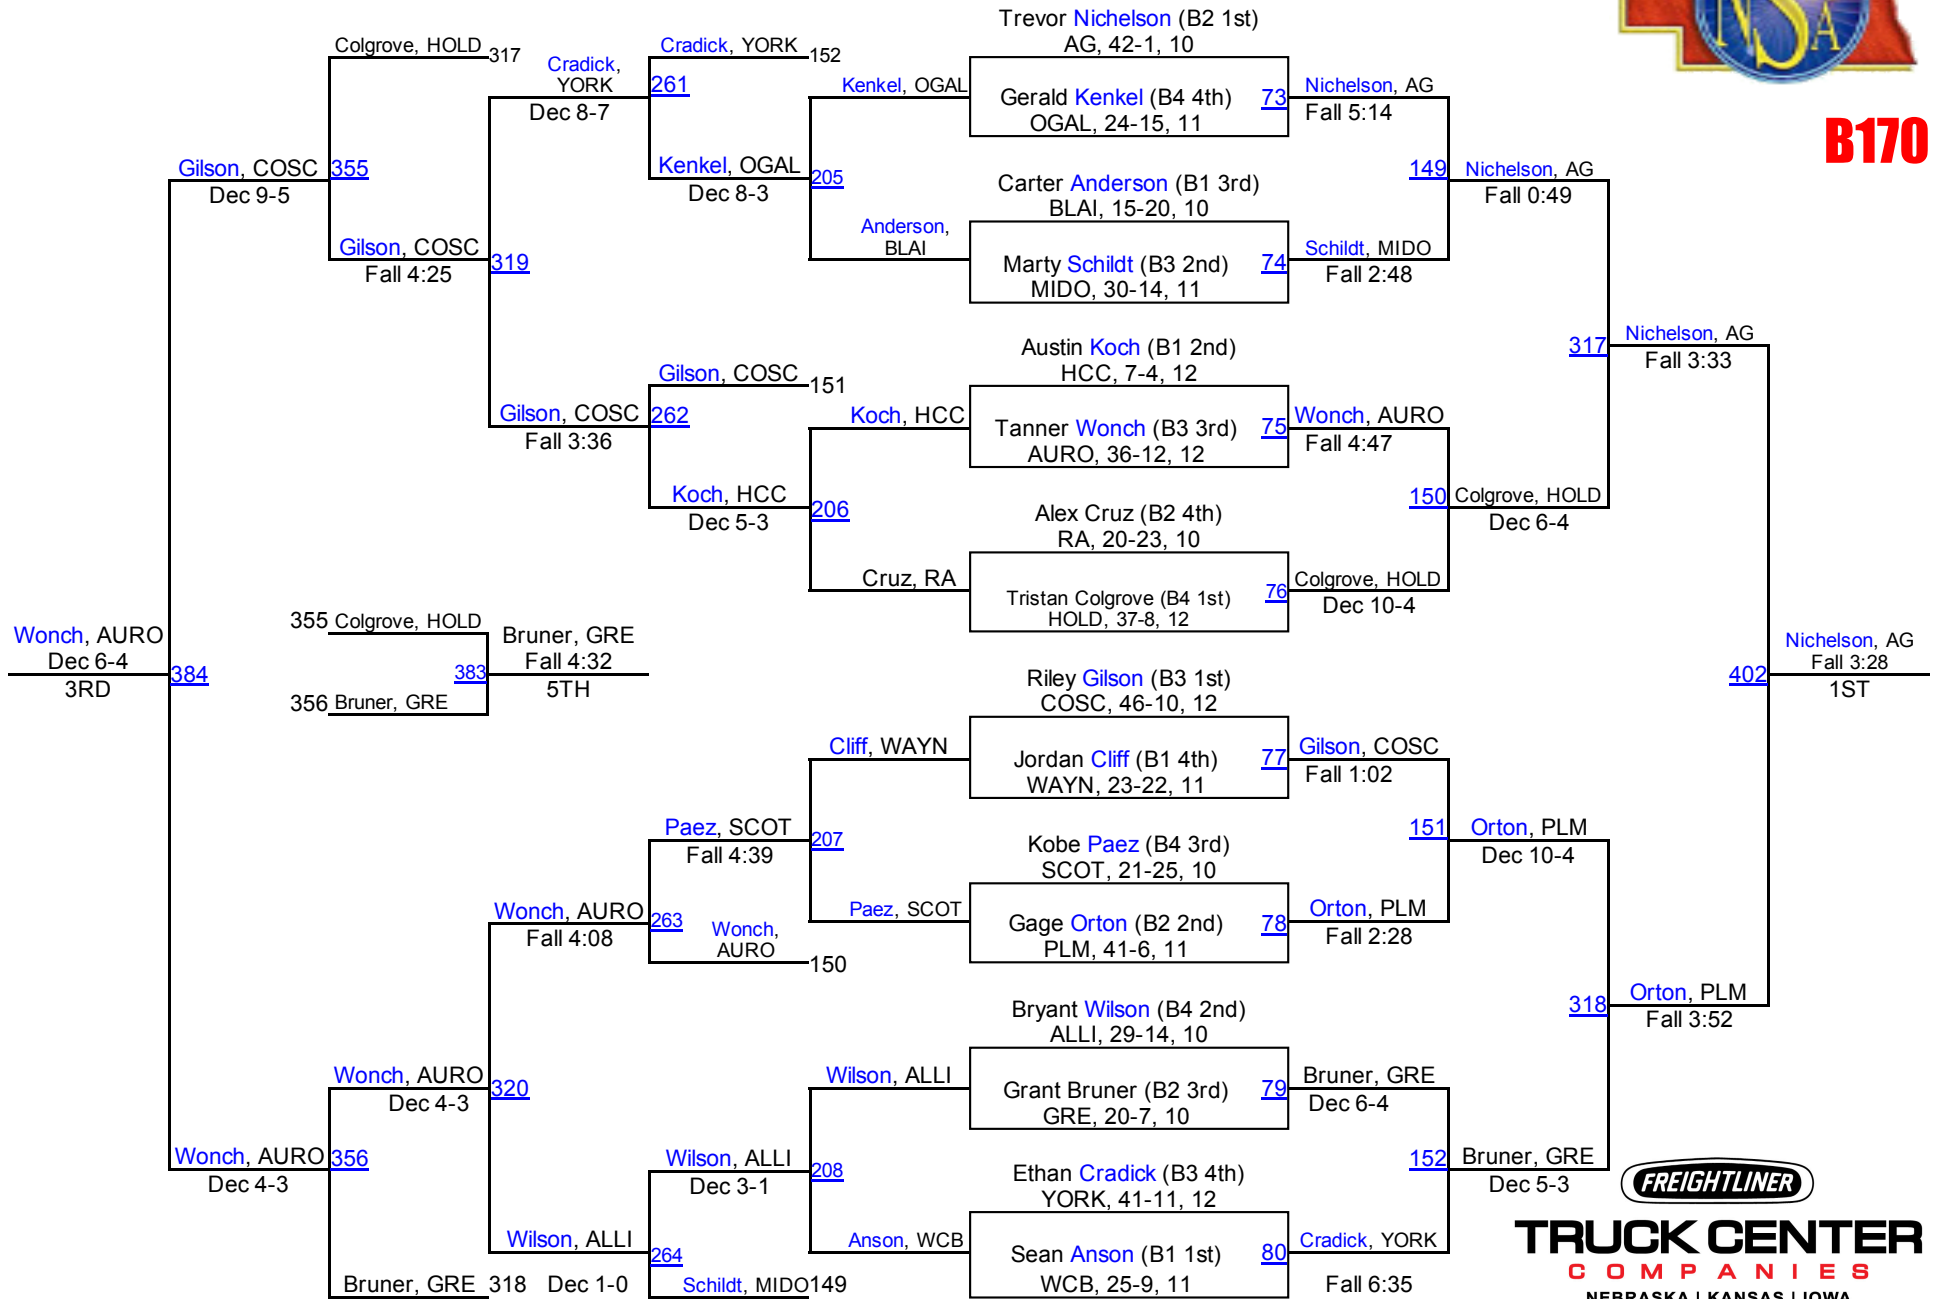 NSA
B170
Colgrove, HOLD 317
Gilson, COSC 355
Dec 9-5
Gilson, COSC
Fall 4:25
Cradick,
YORK
Dec 8-7
319
Gilson, COSC
Fall 3:36
Cradick, YORK 152
261
Kenkel, OGAL
Dec 8-3
Gilson, COSC 151
262
Koch, HCC
Dec 5-3
Kenkel, OGAL
205
Anderson,
BLAI
Koch, HCC
206
Cruz, RA
Trevor Nichelson (B2 1st)
AG, 42-1, 10
Gerald Kenkel (B4 4th) 73
OGAL, 24-15, 11
Carter Anderson (B1 3rd)
BLAI, 15-20, 10
Marty Schildt (B3 2nd) 74
MIDO, 30-14, 11
Austin Koch (B1 2nd)
HCC, 7-4, 12
Tanner Wonch (B3 3rd) 75
AURO, 36-12, 12
Alex Cruz (B2 4th)
RA, 20-23, 10
Tristan Colgrove (B4 1st) 76
HOLD, 37-8, 12
Nichelson, AG
Fall 5:14
149
Schildt, MIDO
Fall 2:48
Wonch, AURO
Fall 4:47
150
Colgrove, HOLD
Dec 10-4
Nichelson, AG
Fall 0:49
317
Colgrove, HOLD
Dec 6-4
Nichelson, AG
Fall 3:33
Wonch, AURO
Dec 6-4
3RD
384
355 Colgrove, HOLD
383
356 Bruner, GRE
Bruner, GRE
Fall 4:32
5TH
402
Nichelson, AG
Fall 3:28
1ST
Wonch, AURO 356
Dec 4-3
Wonch, AURO
Dec 4-3
Bruner, GRE 318
Wonch, AURO
Fall 4:08
320
Wilson, ALLI
Dec 1-0
Paez, SCOT
Fall 4:39
263
Wonch,
AURO
150
Wilson, ALLI
Dec 3-1
264
Schildt, MIDO 149
Cliff, WAYN
207
Paez, SCOT
Wilson, ALLI
208
Anson, WCB
Riley Gilson (B3 1st)
COSC, 46-10, 12
Jordan Cliff (B1 4th) 77
WAYN, 23-22, 11
Kobe Paez (B4 3rd)
SCOT, 21-25, 10
Gage Orton (B2 2nd) 78
PLM, 41-6, 11
Bryant Wilson (B4 2nd)
ALLI, 29-14, 10
Grant Bruner (B2 3rd) 79
GRE, 20-7, 10
Ethan Cradick (B3 4th)
YORK, 41-11, 12
Sean Anson (B1 1st) 80
WCB, 25-9, 11
Gilson, COSC
Fall 1:02
151
Orton, PLM
Fall 2:28
Bruner, GRE
Dec 6-4
152
Cradick, YORK
Fall 6:35
Orton, PLM
Dec 10-4
318
Bruner, GRE
Dec 5-3
Orton, PLM
Fall 3:52
FREIGHTLINER
TRUCK CENTER
COMPANIES
NEBRASKA | KANSAS | IOWA